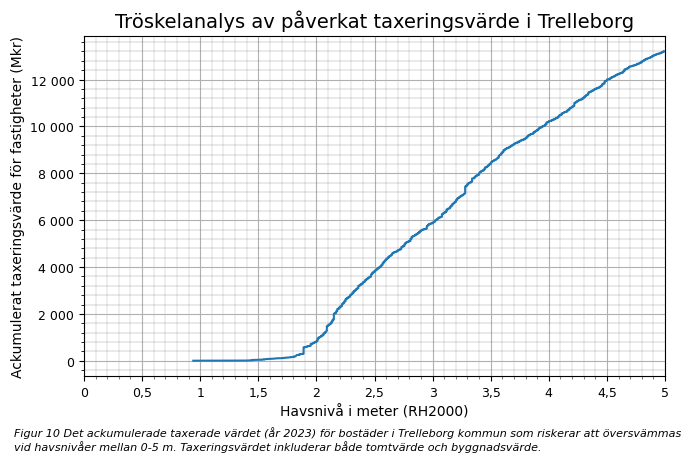 Tröskelanalys av påverkat taxeringsvärde i Trelleborg
Ackumulerat taxeringsvärde för fastigheter (Mkr)
12 000
10 000
8 000
6 000
4 000
2 000
0
0 0,5 1 1,5 2 2,5 3 3,5 4 4,5 5
Havsnivå i meter (RH2000)
Figur 10 Det ackumulerade taxerade värdet (år 2023) för bostäder i Trelleborg kommun som riskerar att översvämmas
vid havsnivåer mellan 0-5 m. Taxeringsvärdet inkluderar både tomtvärde och byggnadsvärde.